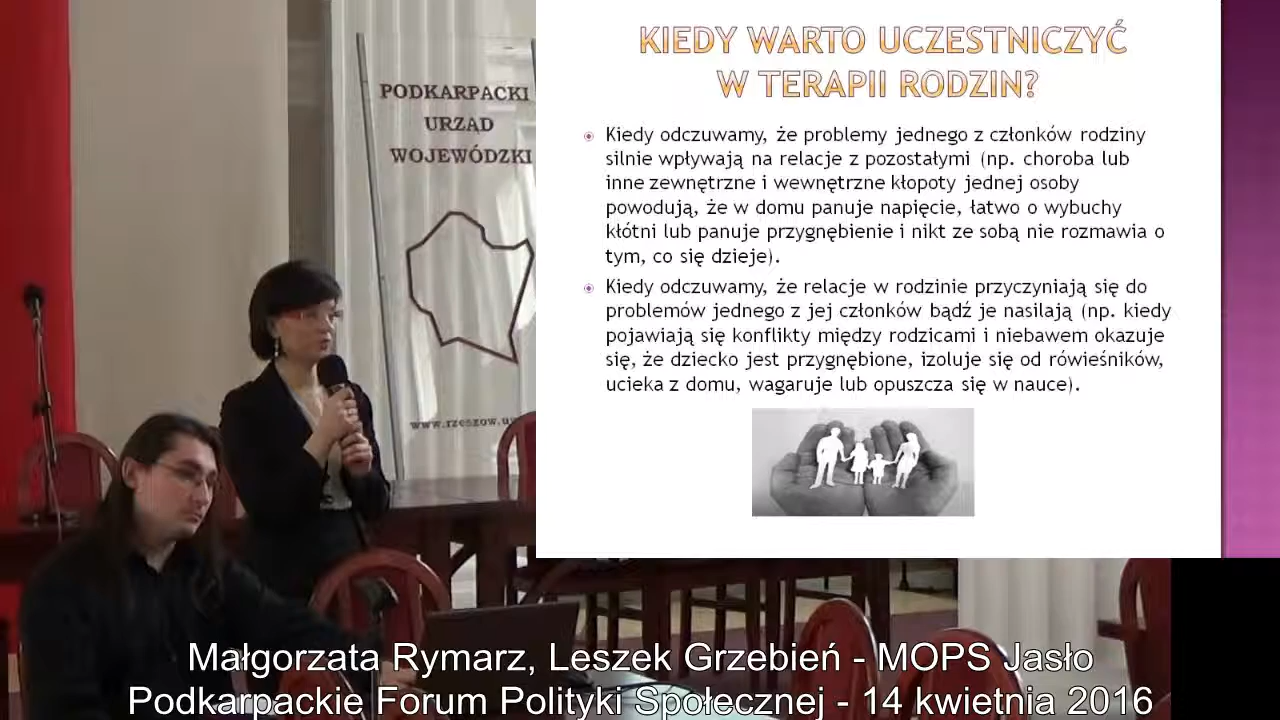 PODKARPACKI
URZĄD
WOJEWÓDZKI
www.rzeszow.u
KIEDY WARTO UCZESTNICZYĆ
W TERAPII RODZIN?
Kiedy odczuwamy, że problemy jednego z członków rodziny
silnie wpływają na relacje z pozostałymi (np. choroba lub
inne zewnętrzne i wewnętrzne kłopoty jednej osoby
powodują, że w domu panuje napięcie, łatwo o wybuchy
kłótni lub panuje przygnębienie i nikt ze sobą nie rozmawia o
tym, co się dzieje).
Kiedy odczuwamy, że relacje w rodzinie przyczyniają się do
problemów jednego z jej członków bądź je nasilają (np. kiedy
pojawiają się konflikty między rodzicami i niebawem okazuje
się, że dziecko jest przygnębione, izoluje się od rówieśników,
ucieka z domu, wagaruje lub opuszcza się w nauce).
Małgorzata Rymarz, Leszek Grzebień - MOPS Jasło
Podkarpackie Forum Polityki Społecznej - 14 kwietnia 2016